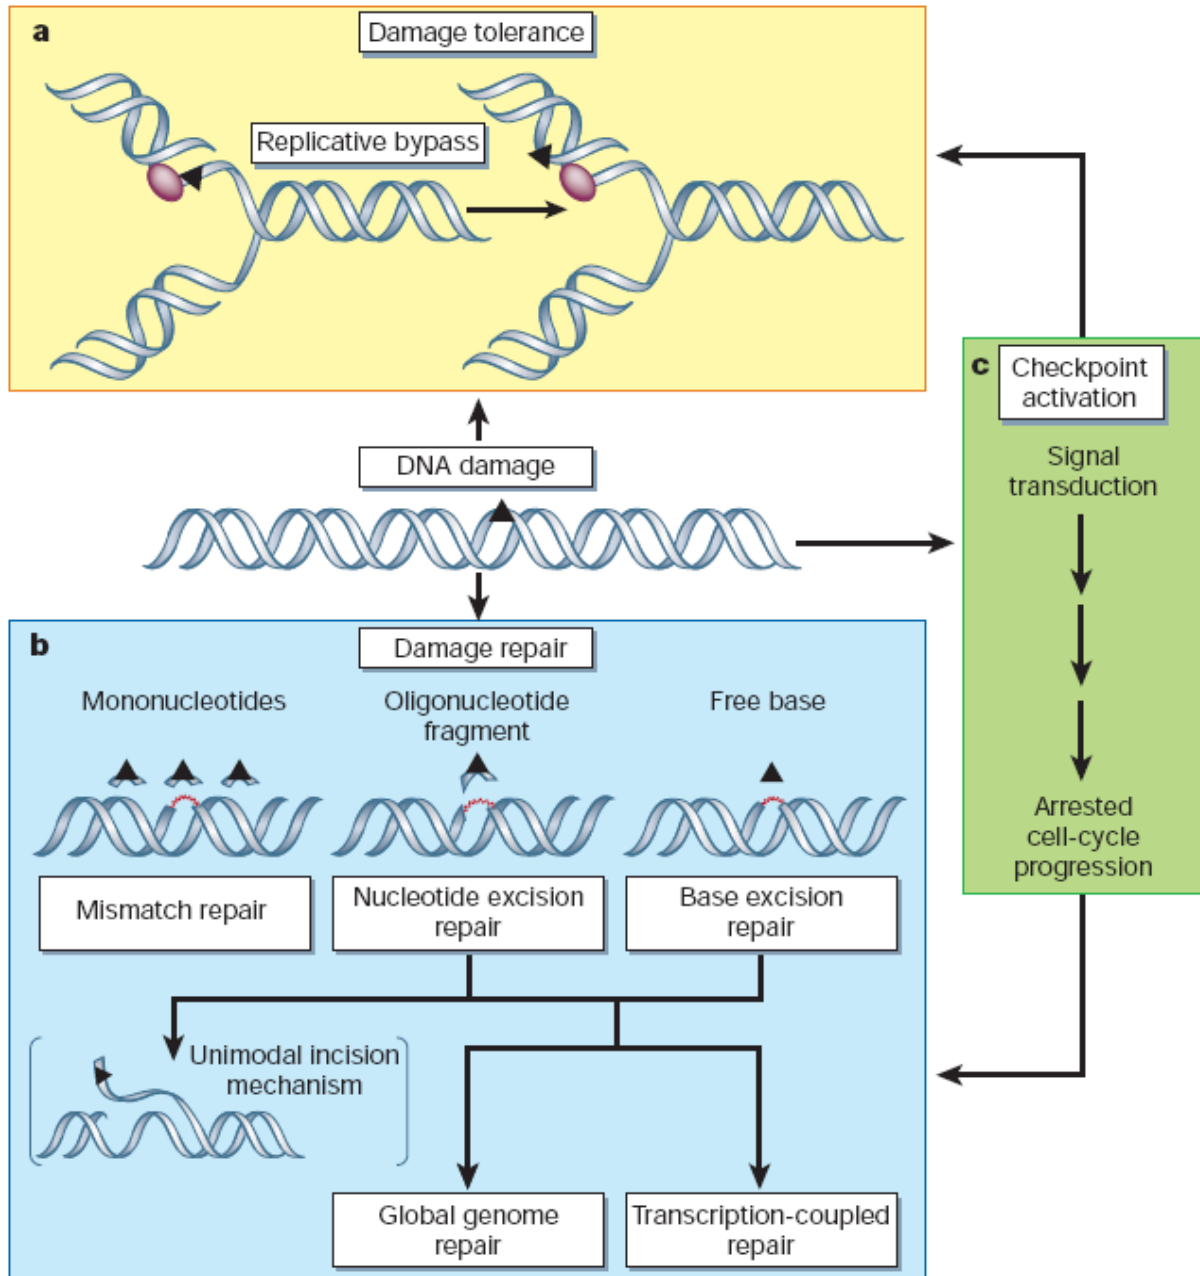 a
Damage tolerance
Replicative bypass
DNA damage
c
Checkpoint
activation
Signal
transduction
Arrested
cell-cycle
progression
b
Damage repair
Mononucleotides
Oligonucleotide
fragment
Free base
Mismatch repair
Nucleotide excision
repair
Base excision
repair
Unimodal incision
mechanism
Global genome
repair
Transcription-coupled
repair